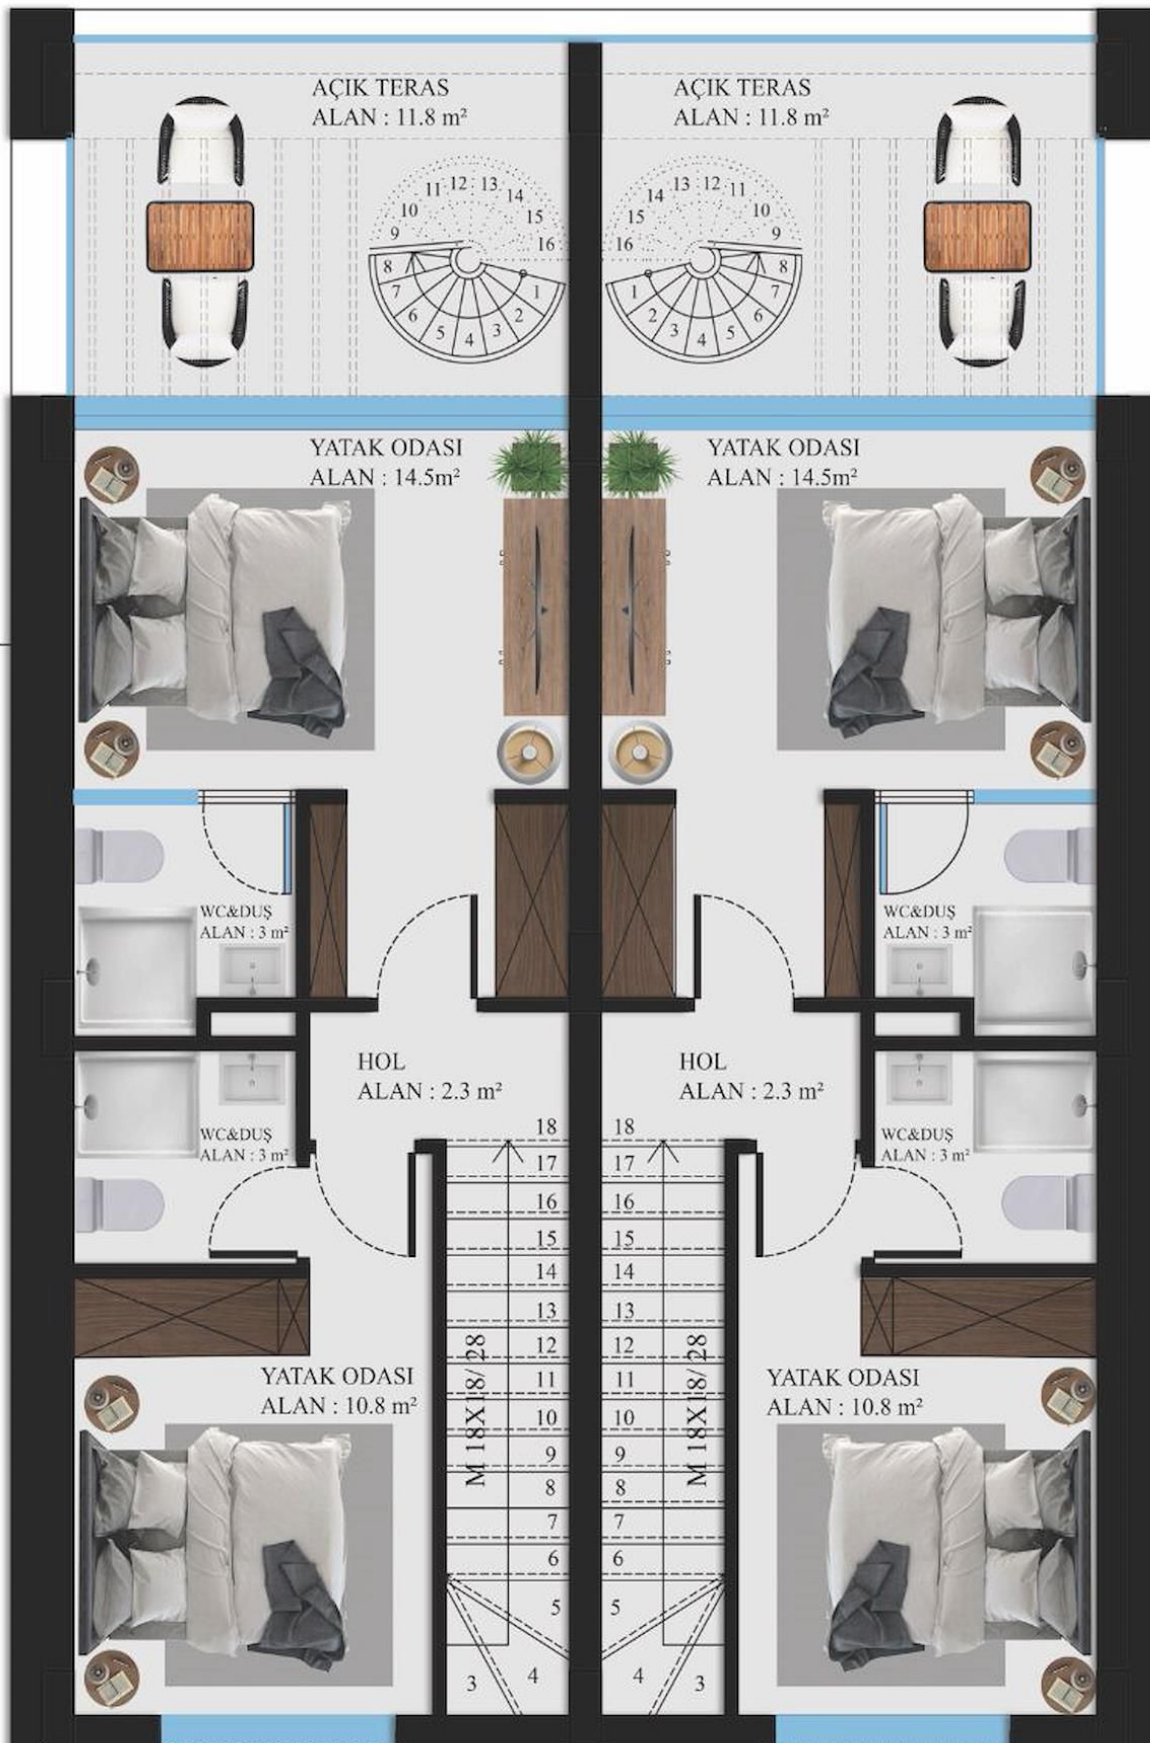 AÇIK TERAS
ALAN : 11.8 m²
AÇIK TERAS
ALAN : 11.8 m²
11 12 13
10 14
9 15
16
8 1
7 2
6 3
5 4
13 12 11
14 10
15 9
16
1 8
2 7
3 6
4 5
YATAK ODASI
ALAN : 14.5m²
YATAK ODASI
ALAN : 14.5m²
WC&DUŞ
ALAN : 3 m²
WC&DUŞ
ALAN : 3 m²
HOL
ALAN : 2.3 m²
HOL
ALAN : 2.3 m²
WC&DUŞ
ALAN : 3 m²
WC&DUŞ
ALAN : 3 m²
18 18
17 17
16 16
15 15
14 14
13 13
12 12
11 11
10 10
9 9
8 8
7 7
6 6
5 5
4 4
3 3
M 18X18/ 28
M 18X18/ 28
YATAK ODASI
ALAN : 10.8 m²
YATAK ODASI
ALAN : 10.8 m²